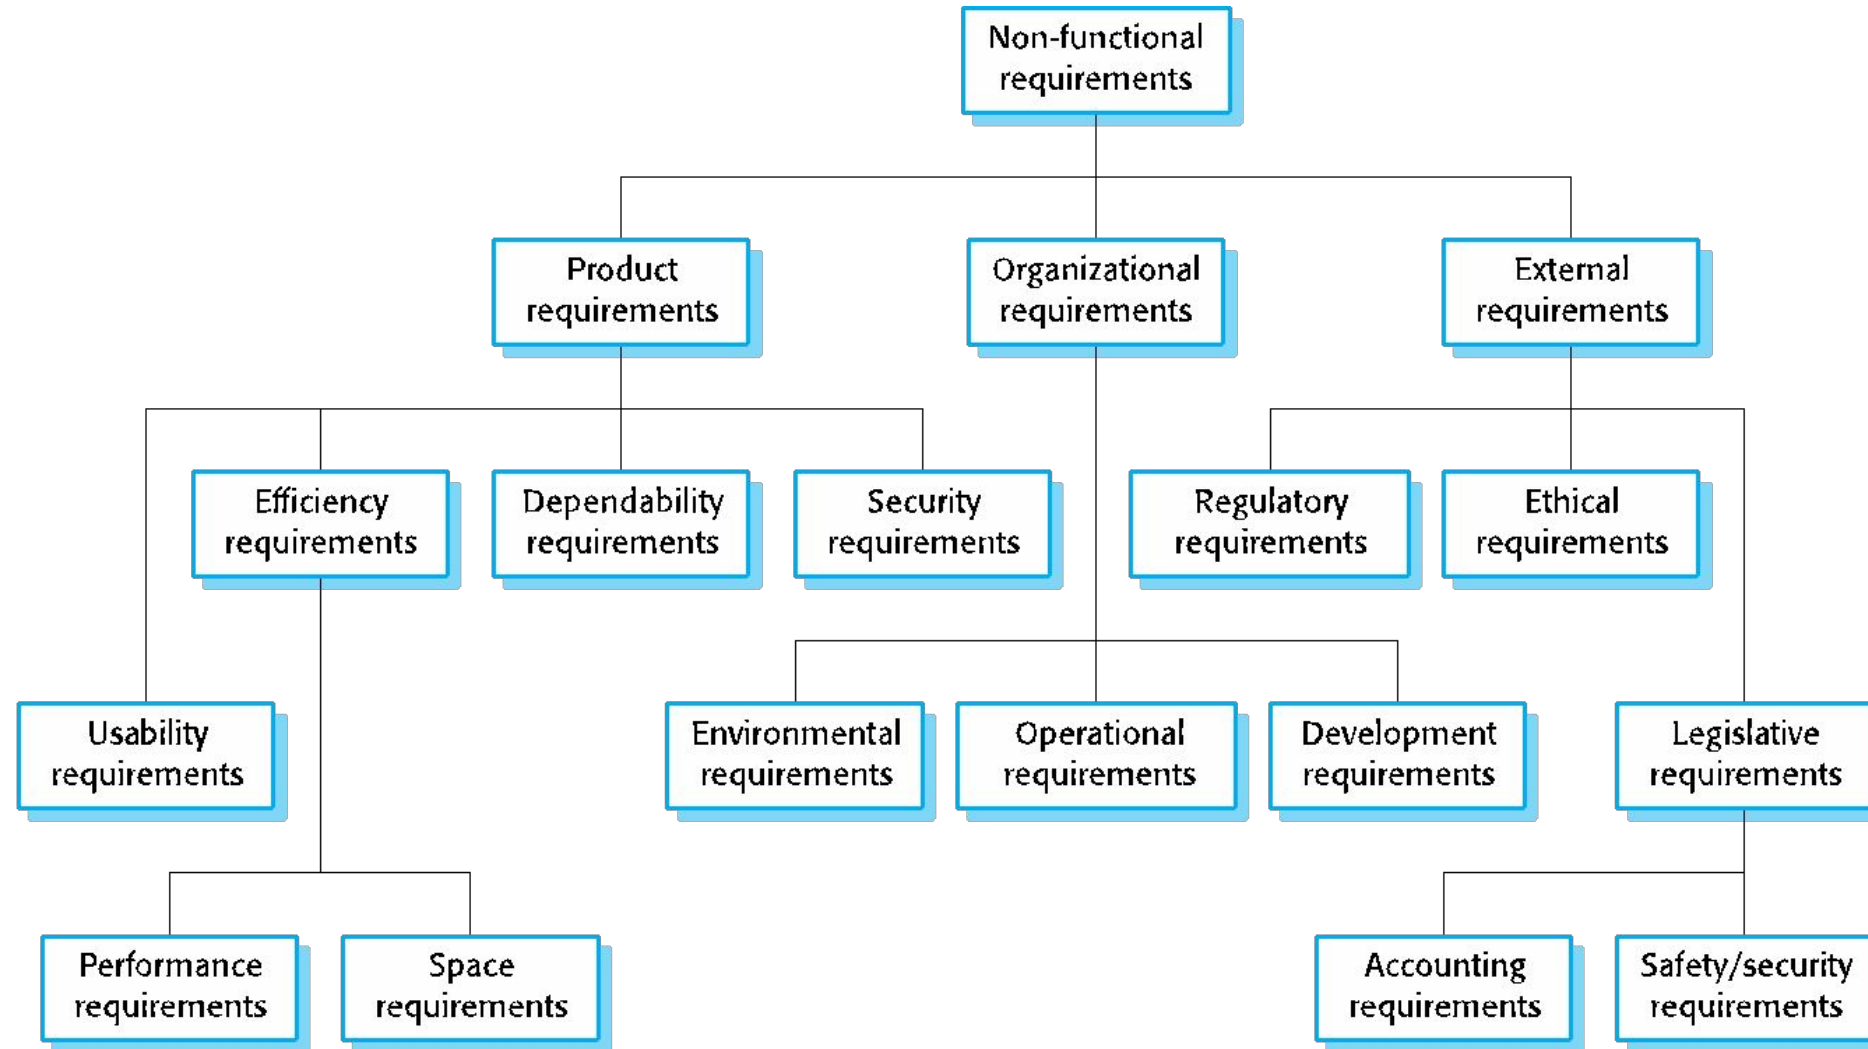 Non-functional
requirements
Product
requirements
Organizational
requirements
External
requirements
Efficiency
requirements
Dependability
requirements
Security
requirements
Regulatory
requirements
Ethical
requirements
Usability
requirements
Environmental
requirements
Operational
requirements
Development
requirements
Legislative
requirements
Performance
requirements
Space
requirements
Accounting
requirements
Safety/security
requirements